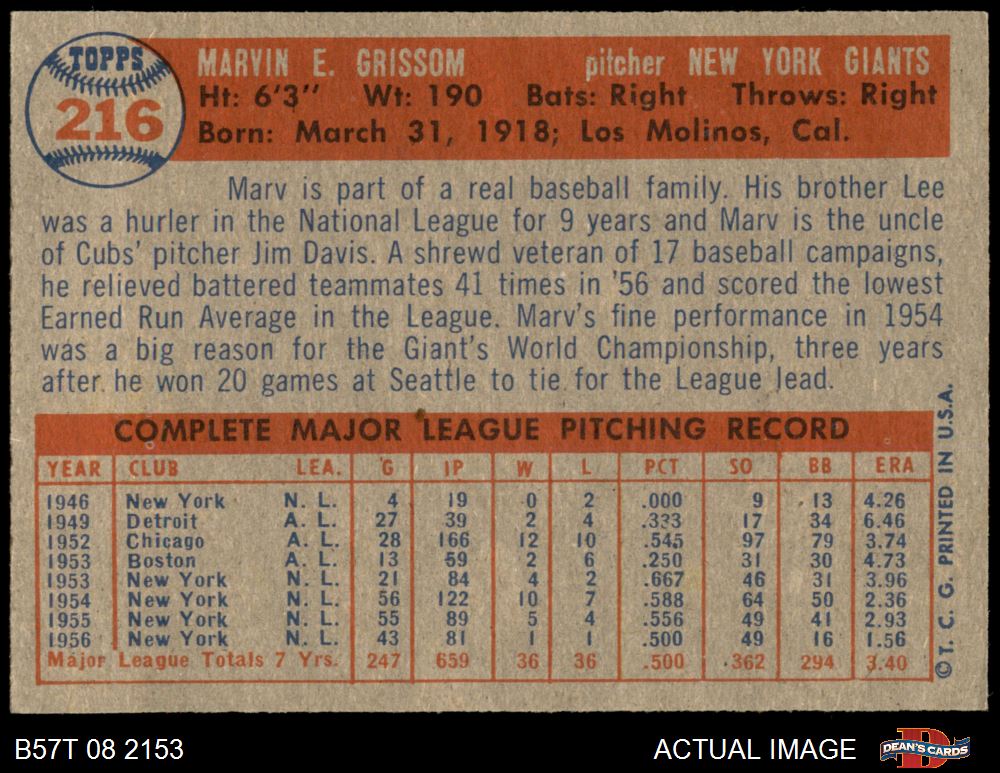 TOPPS
216
MARVIN E. GRISSOM pitcher NEW YORK GIANTS
Ht: 6'3" Wt: 190 Bats: Right Throws: Right
Born: March 31, 1918; Los Molinos, Cal.
Marv is part of a real baseball family. His brother Lee
was a hurler in the National League for 9 years and Marv is the uncle
of Cubs' pitcher Jim Davis. A shrewd veteran of 17 baseball campaigns,
he relieved battered teammates 41 times in '56 and scored the lowest
Earned Run Average in the League. Marv's fine performance in 1954
was a big reason for the Giant's World Championship, three years
after he won 20 games at Seattle to tie for the League lead.
COMPLETE MAJOR LEAGUE PITCHING RECORD
YEAR CLUB LEA. G IP W L PCT SO BB ERA
1946 New York N. L. 4 19 0 2 .000 9 13 4.26
1949 Detroit A. L. 27 39 2 4 .333 17 34 6.46
1952 Chicago A. L. 28 166 12 10 .545 97 79 3.74
1953 Boston A. L. 13 59 2 6 .250 31 30 4.73
1953 New York N. L. 21 84 4 2 .667 46 31 3.96
1954 New York N. L. 56 122 10 7 .588 64 50 2.36
1955 New York N. L. 55 89 5 4 .556 49 41 2.93
1956 New York N. L. 43 81 1 1 .500 49 16 1.56
Major League Totals 7 Yrs. 247 659 36 36 .500 362 294 3.40
© T. C. G. PRINTED IN U.S.A.
B57T 08 2153 ACTUAL IMAGE DEAN'S CARDS